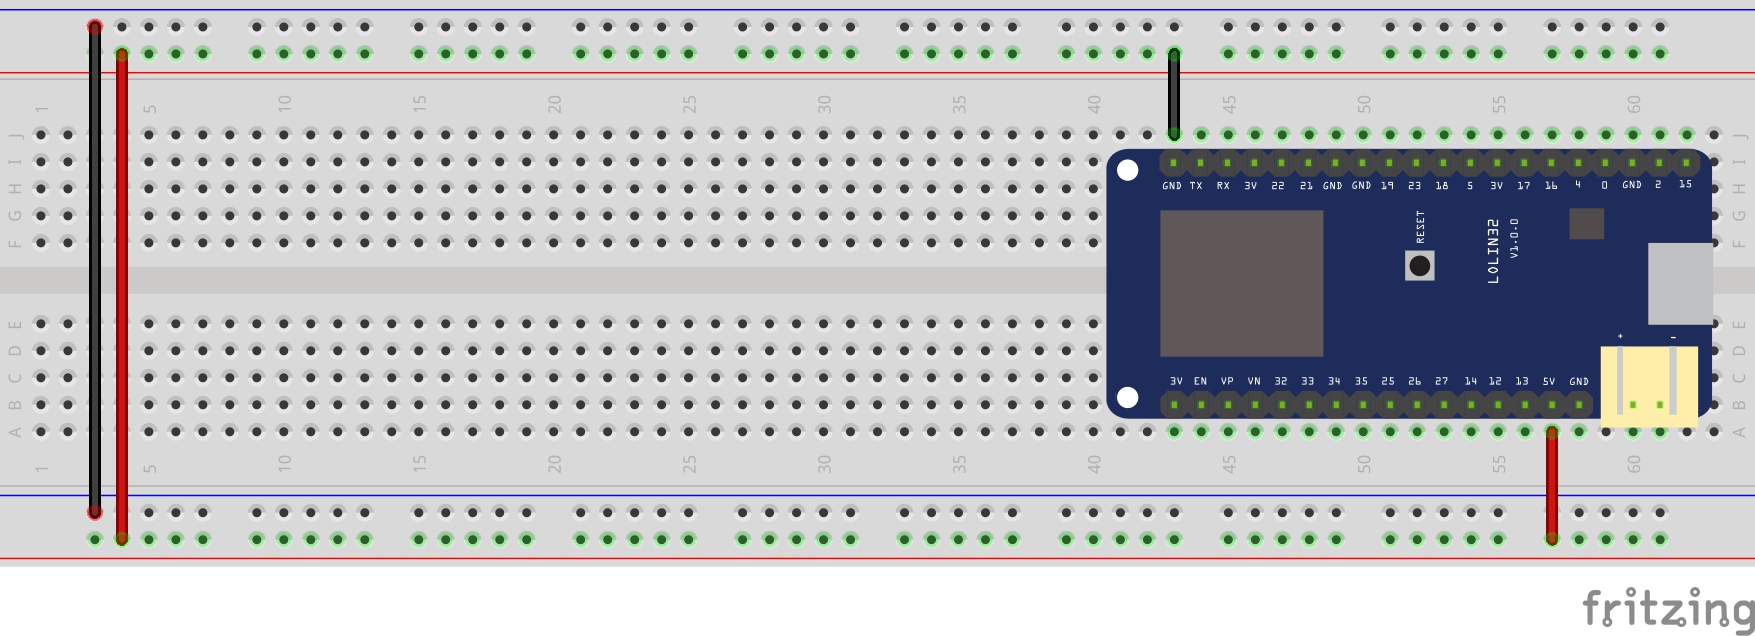 1 5 10 15 20 25 30 35 40 45 50 55 60
J J
I I
H H
G G
F F
GND TX RX 3V 22 21 GND GND 19 23 18 5 3V 17 16 4 0 GND 2 15
RESET
LOLIN32
V1.0.0
+ -
E E
D D
C C
B B
A A
3V EN VP VN 32 33 34 35 25 26 27 14 12 13 5V GND
1 5 10 15 20 25 30 35 40 45 50 55 60
fritzing